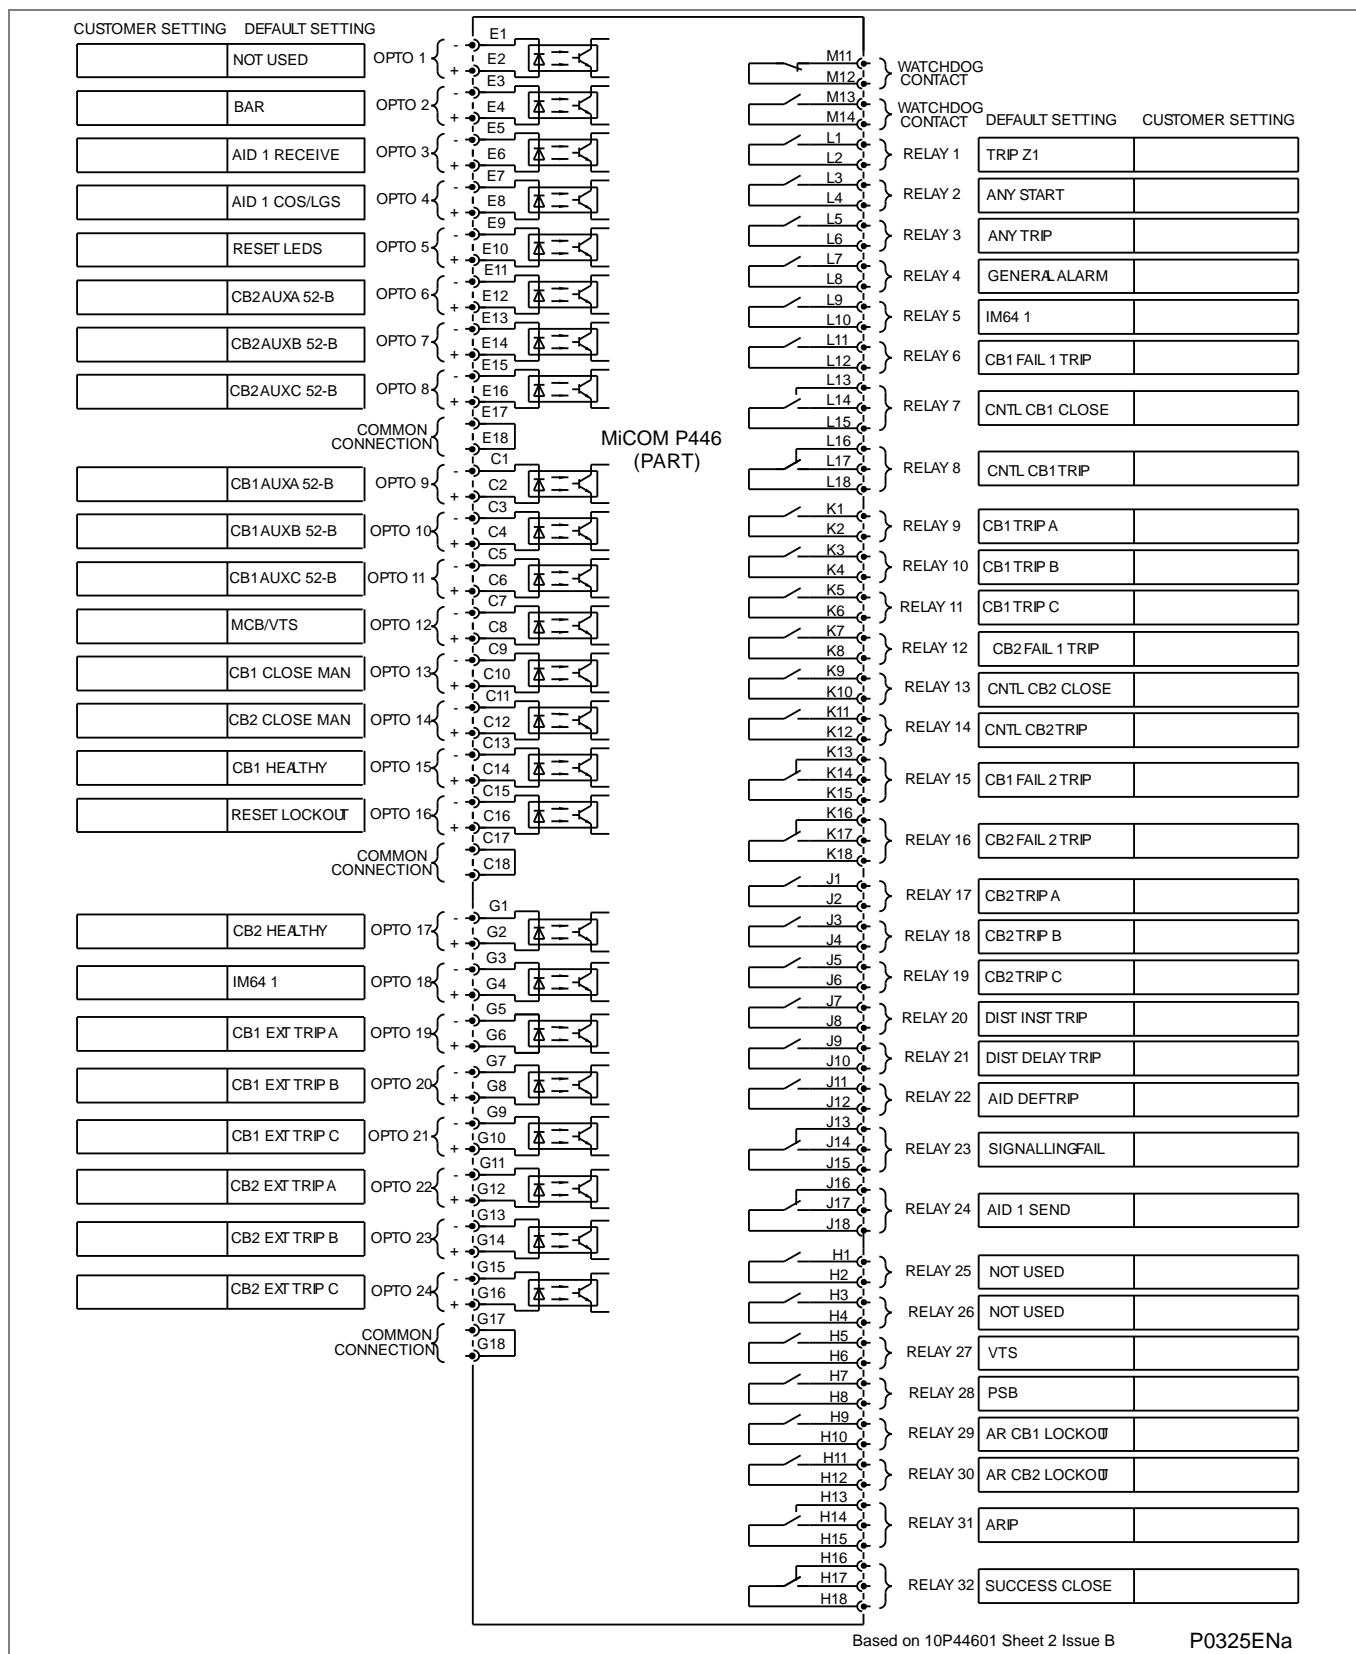 CUSTOMER SETTING DEFAULT SETTING
NOT USED OPTO 1 - + E1 E2
BAR OPTO 2 - + E3 E4
AID 1 RECEIVE OPTO 3 - + E5 E6
AID 1 COS/LGS OPTO 4 - + E7 E8
RESET LEDS OPTO 5 - + E9 E10
CB2 AUX A 52-B OPTO 6 - + E11 E12
CB2 AUX B 52-B OPTO 7 - + E13 E14
CB2 AUX C 52-B OPTO 8 - + E15 E16
COMMON CONNECTION E17 E18
CB1 AUX A 52-B OPTO 9 - + C1 C2
CB1 AUX B 52-B OPTO 10 - + C3 C4
CB1 AUX C 52-B OPTO 11 - + C5 C6
MCB/VTS OPTO 12 - + C7 C8
CB1 CLOSE MAN OPTO 13 - + C9 C10
CB2 CLOSE MAN OPTO 14 - + C11 C12
CB1 HEALTHY OPTO 15 - + C13 C14
RESET LOCKOUT OPTO 16 - + C15 C16
COMMON CONNECTION C17 C18
CB2 HEALTHY OPTO 17 - + G1 G2
IM64 1 OPTO 18 - + G3 G4
CB1 EXT TRIP A OPTO 19 - + G5 G6
CB1 EXT TRIP B OPTO 20 - + G7 G8
CB1 EXT TRIP C OPTO 21 - + G9 G10
CB2 EXT TRIP A OPTO 22 - + G11 G12
CB2 EXT TRIP B OPTO 23 - + G13 G14
CB2 EXT TRIP C OPTO 24 - + G15 G16
COMMON CONNECTION G17 G18
MiCOM P446
(PART)
M11 M12 WATCHDOG CONTACT
M13 M14 WATCHDOG CONTACT
DEFAULT SETTING CUSTOMER SETTING
L1 L2 RELAY 1 TRIP Z1
L3 L4 RELAY 2 ANY START
L5 L6 RELAY 3 ANY TRIP
L7 L8 RELAY 4 GENERAL ALARM
L9 L10 RELAY 5 IM64 1
L11 L12 RELAY 6 CB1 FAIL 1 TRIP
L13 L14 L15 RELAY 7 CNTL CB1 CLOSE
L16 L17 L18 RELAY 8 CNTL CB1 TRIP
K1 K2 RELAY 9 CB1 TRIP A
K3 K4 RELAY 10 CB1 TRIP B
K5 K6 RELAY 11 CB1 TRIP C
K7 K8 RELAY 12 CB2 FAIL 1 TRIP
K9 K10 RELAY 13 CNTL CB2 CLOSE
K11 K12 RELAY 14 CNTL CB2 TRIP
K13 K14 K15 RELAY 15 CB1 FAIL 2 TRIP
K16 K17 K18 RELAY 16 CB2 FAIL 2 TRIP
J1 J2 RELAY 17 CB2 TRIP A
J3 J4 RELAY 18 CB2 TRIP B
J5 J6 RELAY 19 CB2 TRIP C
J7 J8 RELAY 20 DIST INST TRIP
J9 J10 RELAY 21 DIST DELAY TRIP
J11 J12 RELAY 22 AID DEF TRIP
J13 J14 J15 RELAY 23 SIGNALLING FAIL
J16 J17 J18 RELAY 24 AID 1 SEND
H1 H2 RELAY 25 NOT USED
H3 H4 RELAY 26 NOT USED
H5 H6 RELAY 27 VTS
H7 H8 RELAY 28 PSB
H9 H10 RELAY 29 AR CB1 LOCKOUT
H11 H12 RELAY 30 AR CB2 LOCKOUT
H13 H14 H15 RELAY 31 ARIP
H16 H17 H18 RELAY 32 SUCCESS CLOSE
Based on 10P44601 Sheet 2 Issue B
P0325ENa